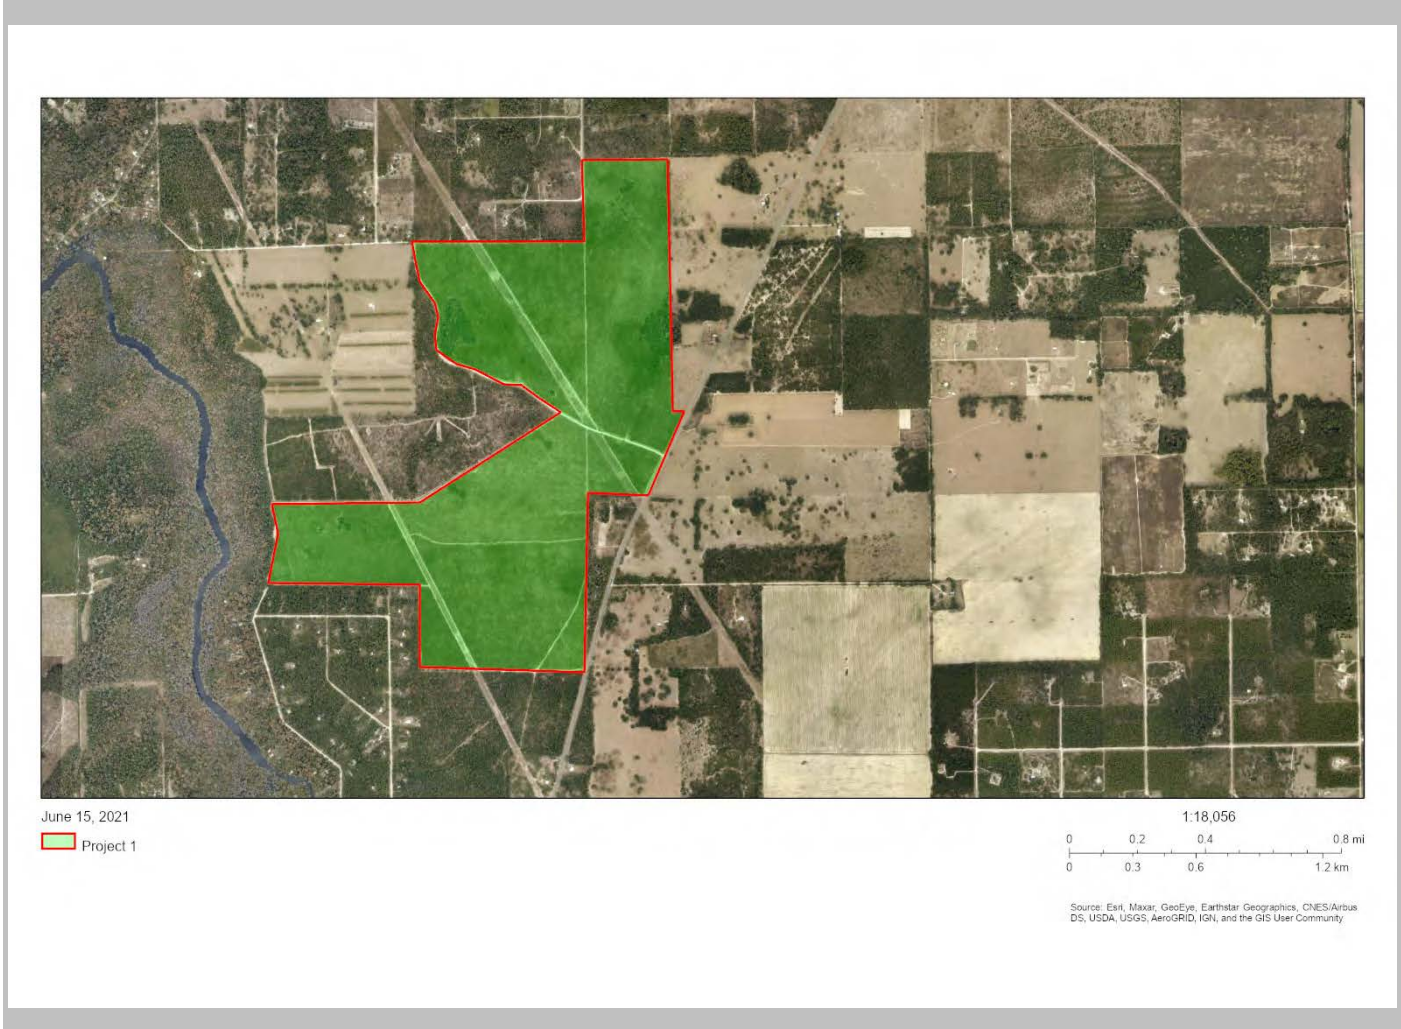 June 15, 2021
Project 1
1:18,056
0 0.2 0.4 0.8 mi
0 0.3 0.6 1.2 km
Source: Esri, Maxar, GeoEye, Earthstar Geographics, CNES/Airbus
DS, USDA, USGS, AeroGRID, IGN, and the GIS User Community